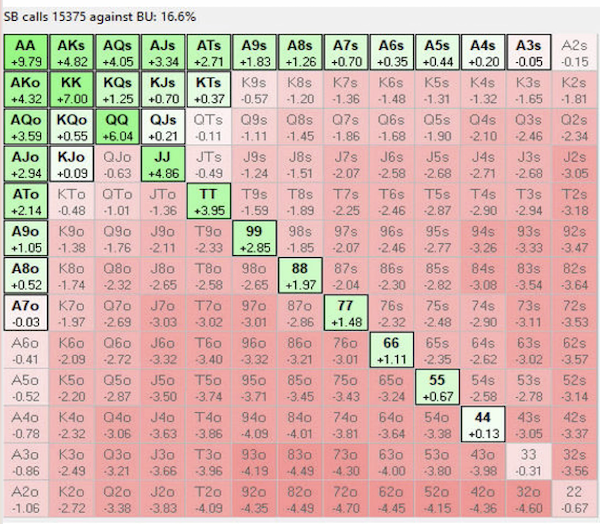 SB calls 15375 against BU: 16.6%
AA AKs AQs AJs ATs A9s A8s A7s A6s A5s A4s A3s A2s
+9.79 +4.82 +4.05 +3.34 +2.71 +1.83 +1.26 +0.70 +0.35 +0.44 +0.20 -0.05 -0.15
AKo KK KQs KJs KTs K9s K8s K7s K6s K5s K4s K3s K2s
+4.32 +7.00 +1.25 +0.70 +0.37 -0.57 -1.20 -1.36 -1.48 -1.31 -1.32 -1.65 -1.81
AQo KQo QQ QJs QTs Q9s Q8s Q7s Q6s Q5s Q4s Q3s Q2s
+3.59 +0.55 +6.04 +0.21 -0.11 -1.11 -1.45 -1.86 -1.68 -1.90 -2.10 -2.46 -2.34
AJo KJo QJo JJ JTs J9s J8s J7s J6s J5s J4s J3s J2s
+2.94 +0.09 -0.63 +4.86 -0.49 -1.24 -1.51 -2.07 -2.58 -2.68 -2.71 -2.68 -3.05
ATo KTo QTo JTo TT T9s T8s T7s T6s T5s T4s T3s T2s
+2.14 -0.48 -1.01 -1.36 +3.95 -1.59 -1.89 -2.25 -2.46 -2.87 -2.90 -2.94 -3.18
A9o K9o Q9o J9o T9o 99 98s 97s 96s 95s 94s 93s 92s
+1.05 -1.38 -1.76 -2.11 -2.33 +2.85 -1.85 -2.07 -2.46 -2.77 -3.26 -3.33 -3.47
A8o K8o Q8o J8o T8o 98o 88 87s 86s 85s 84s 83s 82s
+0.52 -1.74 -2.32 -2.65 -2.58 -2.65 +1.97 -2.04 -2.30 -2.82 -3.08 -3.54 -3.64
A7o K7o Q7o J7o T7o 97o 87o 77 76s 75s 74s 73s 72s
-0.03 -1.97 -2.69 -3.03 -3.02 -3.01 -2.86 +1.48 -2.32 -2.48 -2.90 -3.11 -3.53
A6o K6o Q6o J6o T6o 96o 86o 76o 66 65s 64s 63s 62s
-0.41 -2.09 -2.72 -3.32 -3.40 -3.32 -3.21 -3.01 +1.11 -2.35 -2.62 -3.02 -3.57
A5o K5o Q5o J5o T5o 95o 85o 75o 65o 55 54s 53s 52s
-0.52 -2.20 -2.87 -3.50 -3.74 -3.71 -3.45 -3.43 -3.24 +0.67 -2.58 -2.78 -3.14
A4o K4o Q4o J4o T4o 94o 84o 74o 64o 54o 44 43s 42s
-0.78 -2.32 -3.06 -3.63 -3.86 -4.09 -4.01 -3.81 -3.64 -3.38 +0.13 -3.05 -3.37
A3o K3o Q3o J3o T3o 93o 83o 73o 63o 53o 43o 33 32s
-0.86 -2.49 -3.21 -3.66 -3.96 -4.19 -4.49 -4.30 -4.00 -3.80 -3.98 -0.31 -3.56
A2o K2o Q2o J2o T2o 92o 82o 72o 62o 52o 42o 32o 22
-1.06 -2.72 -3.38 -3.83 -4.09 -4.35 -4.49 -4.70 -4.45 -4.15 -4.36 -4.60 -0.67